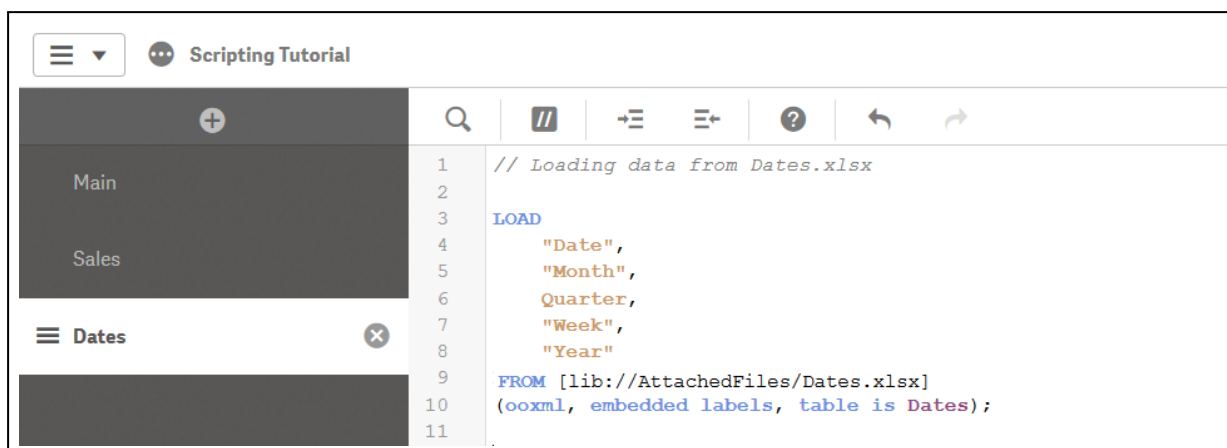 Scripting Tutorial
Main
Sales
Dates
//
?
1 // Loading data from Dates.xlsx
2
3 LOAD
4 "Date",
5 "Month",
6 Quarter,
7 "Week",
8 "Year"
9 FROM [lib://AttachedFiles/Dates.xlsx]
10 (ooxml, embedded labels, table is Dates);
11